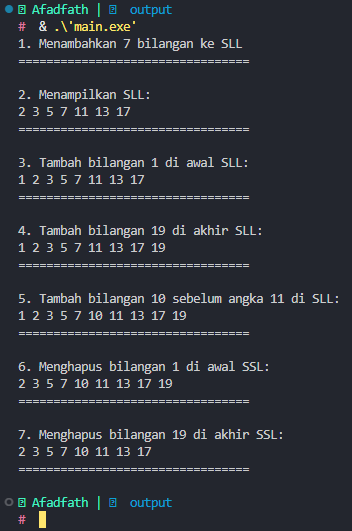 Afadfath | output
# & .\'main.exe'
1. Menambahkan 7 bilangan ke SLL
=================================
2. Menampilkan SLL:
2 3 5 7 11 13 17
=================================
3. Tambah bilangan 1 di awal SLL:
1 2 3 5 7 11 13 17
=================================
4. Tambah bilangan 19 di akhir SLL:
1 2 3 5 7 11 13 17 19
=================================
5. Tambah bilangan 10 sebelum angka 11 di SLL:
1 2 3 5 7 10 11 13 17 19
=================================
6. Menghapus bilangan 1 di awal SSL:
2 3 5 7 10 11 13 17 19
=================================
7. Menghapus bilangan 19 di akhir SSL:
2 3 5 7 10 11 13 17
=================================
Afadfath | output
#